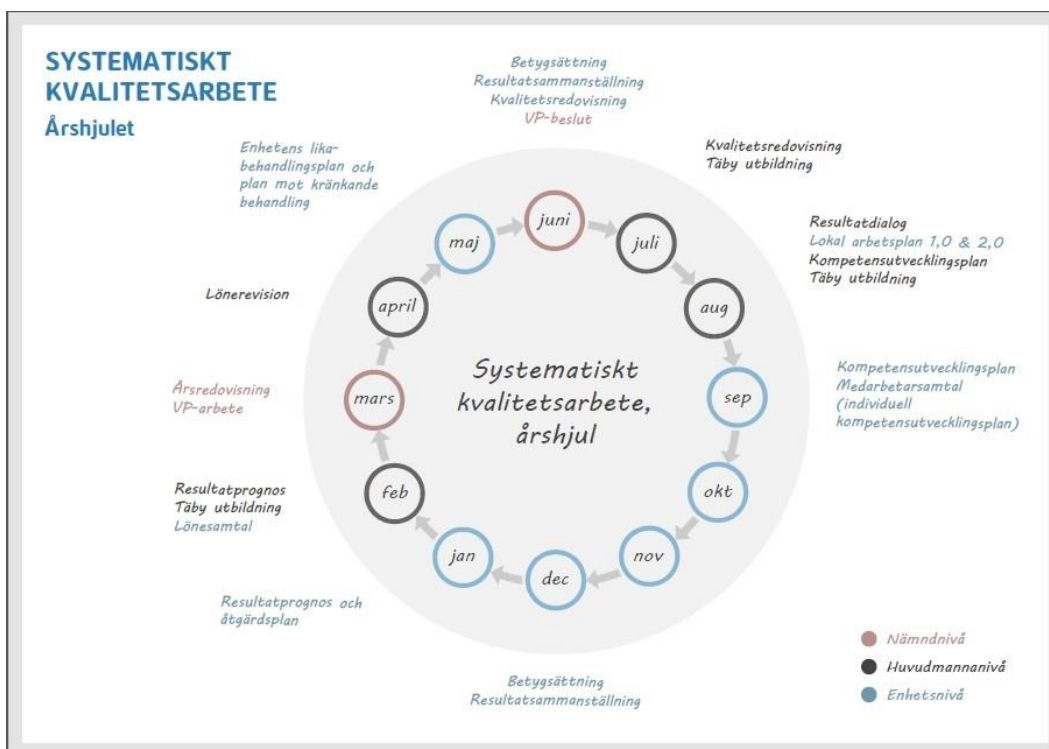 SYSTEMATISKT
KVALITETSARBETE
Årshjulet
Betygsättning
Resultatsammanställning
Kvalitetsredovisning
VP-beslut
Kvalitetsredovisning
Täby utbildning
Resultatdialog
Lokal arbetsplan 1,0 & 2,0
Kompetensutvecklingsplan
Täby utbildning
Kompetensutvecklingsplan
Medarbetarsamtal
(individuell
kompetensutvecklingsplan)
Betygsättning
Resultatsammanställning
Resultatprognos och
åtgärdsplan
Resultatprognos
Täby utbildning
Lönesamtal
Årsredovisning
VP-arbete
Lönerevision
Enhetens lika-
behandlingsplan och
plan mot kränkande
behandling
juni
juli
aug
sep
okt
nov
dec
jan
feb
mars
april
maj
Systematiskt
kvalitetsarbete,
årshjul
Nämndnivå
Huvudmannanivå
Enhetsnivå